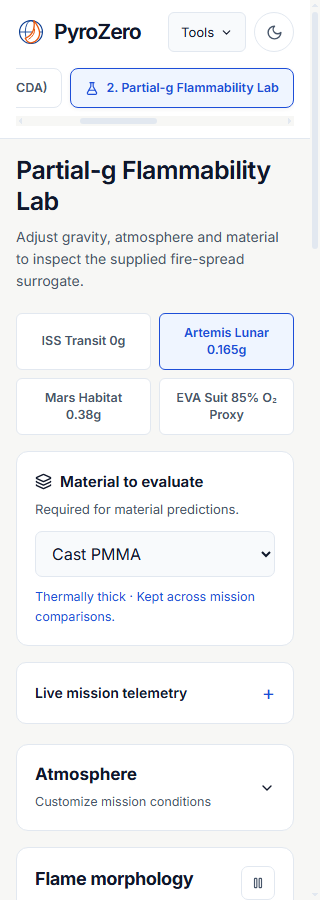 PyroZero
Tools
CDA)
2. Partial-g Flammability Lab
Partial-g Flammability
Lab
Adjust gravity, atmosphere and material
to inspect the supplied fire-spread
surrogate.
ISS Transit 0g
Artemis Lunar
0.165g
Mars Habitat
0.38g
EVA Suit 85% O₂
Proxy
Material to evaluate
Required for material predictions.
Cast PMMA
Thermally thick · Kept across mission
comparisons.
Live mission telemetry
+
Atmosphere
Customize mission conditions
Flame morphology